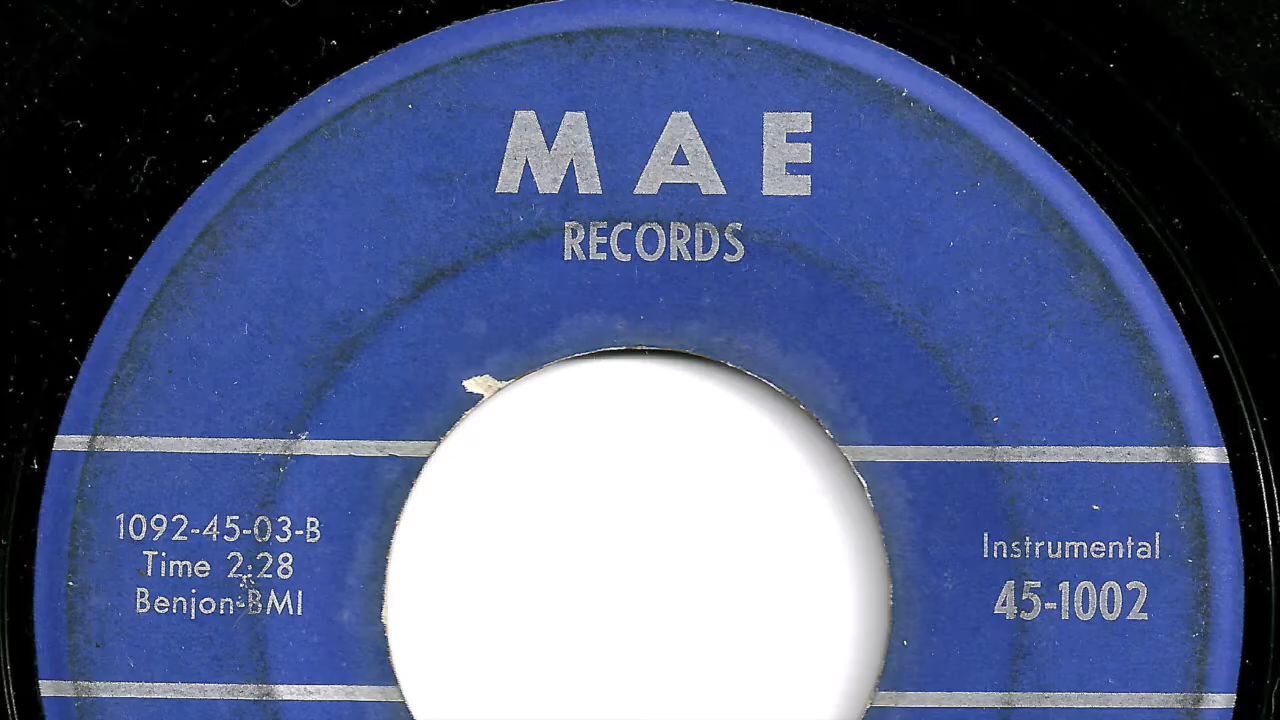 MAE
RECORDS
1092-45-03-B
Time 2:28
Benjon-BMI
Instrumental
45-1002